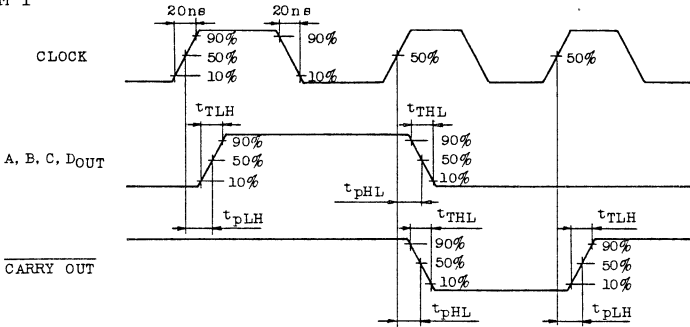 20ns 20ns
90% 90%
CLOCK 50% 50% 50%
10% 10%
tTLH tTHL
90% 90%
A, B, C, DOUT 50% 50%
10% 10%
tpHL
tpLH tTHL tTLH
90% 90%
CARRY OUT 50% 50%
10% 10%
tpHL tpLH